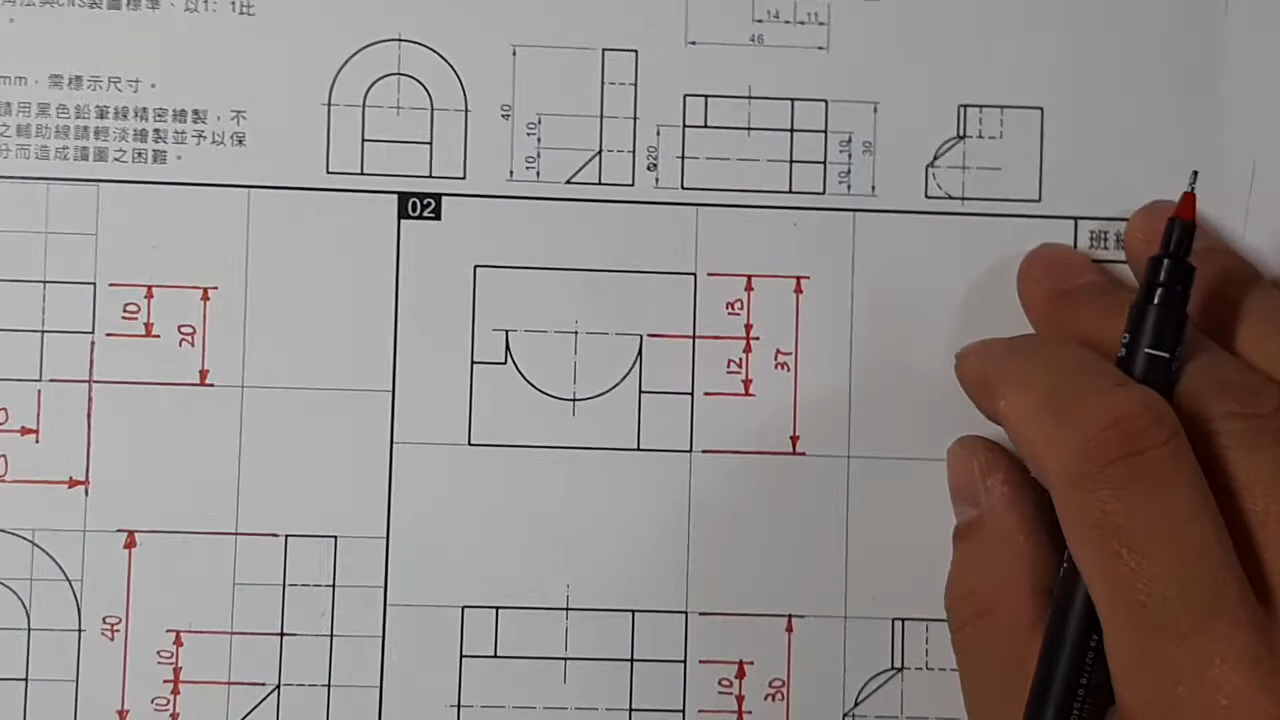 與CNS製圖標準、以1：1比
。
mm，需標示尺寸。
請用黑色鉛筆線精密繪製，不
之輔助線請輕淡繪製並予以保
分而造成讀圖之困難。
14 11
46
40
10
10
Φ20
10
10
30
02
班
10
20
13
12
37
40
10
10
10
30